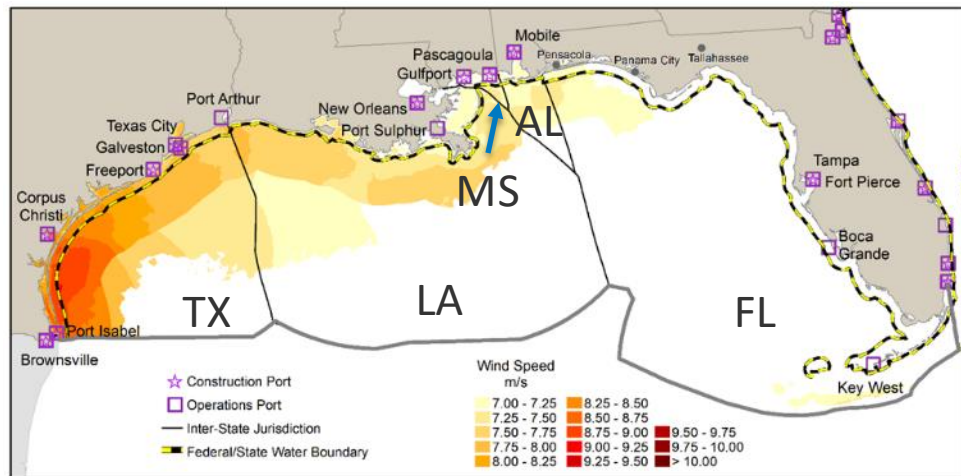 Mobile
Pascagoula
Pensacola
Tallahassee
Gulfport
Panama City
Port Arthur
New Orleans
AL
Texas City
Port Sulphur
Galveston
Freeport
MS
Tampa
Fort Pierce
Corpus
Christi
Boca
Grande
TX
LA
FL
Port Isabel
Brownsville
Key West
Construction Port
Operations Port
Inter-State Jurisdiction
Federal/State Water Boundary
Wind Speed
m/s
7.00 - 7.25
7.25 - 7.50
7.50 - 7.75
7.75 - 8.00
8.00 - 8.25
8.25 - 8.50
8.50 - 8.75
8.75 - 9.00
9.00 - 9.25
9.25 - 9.50
9.50 - 9.75
9.75 - 10.00
> 10.00